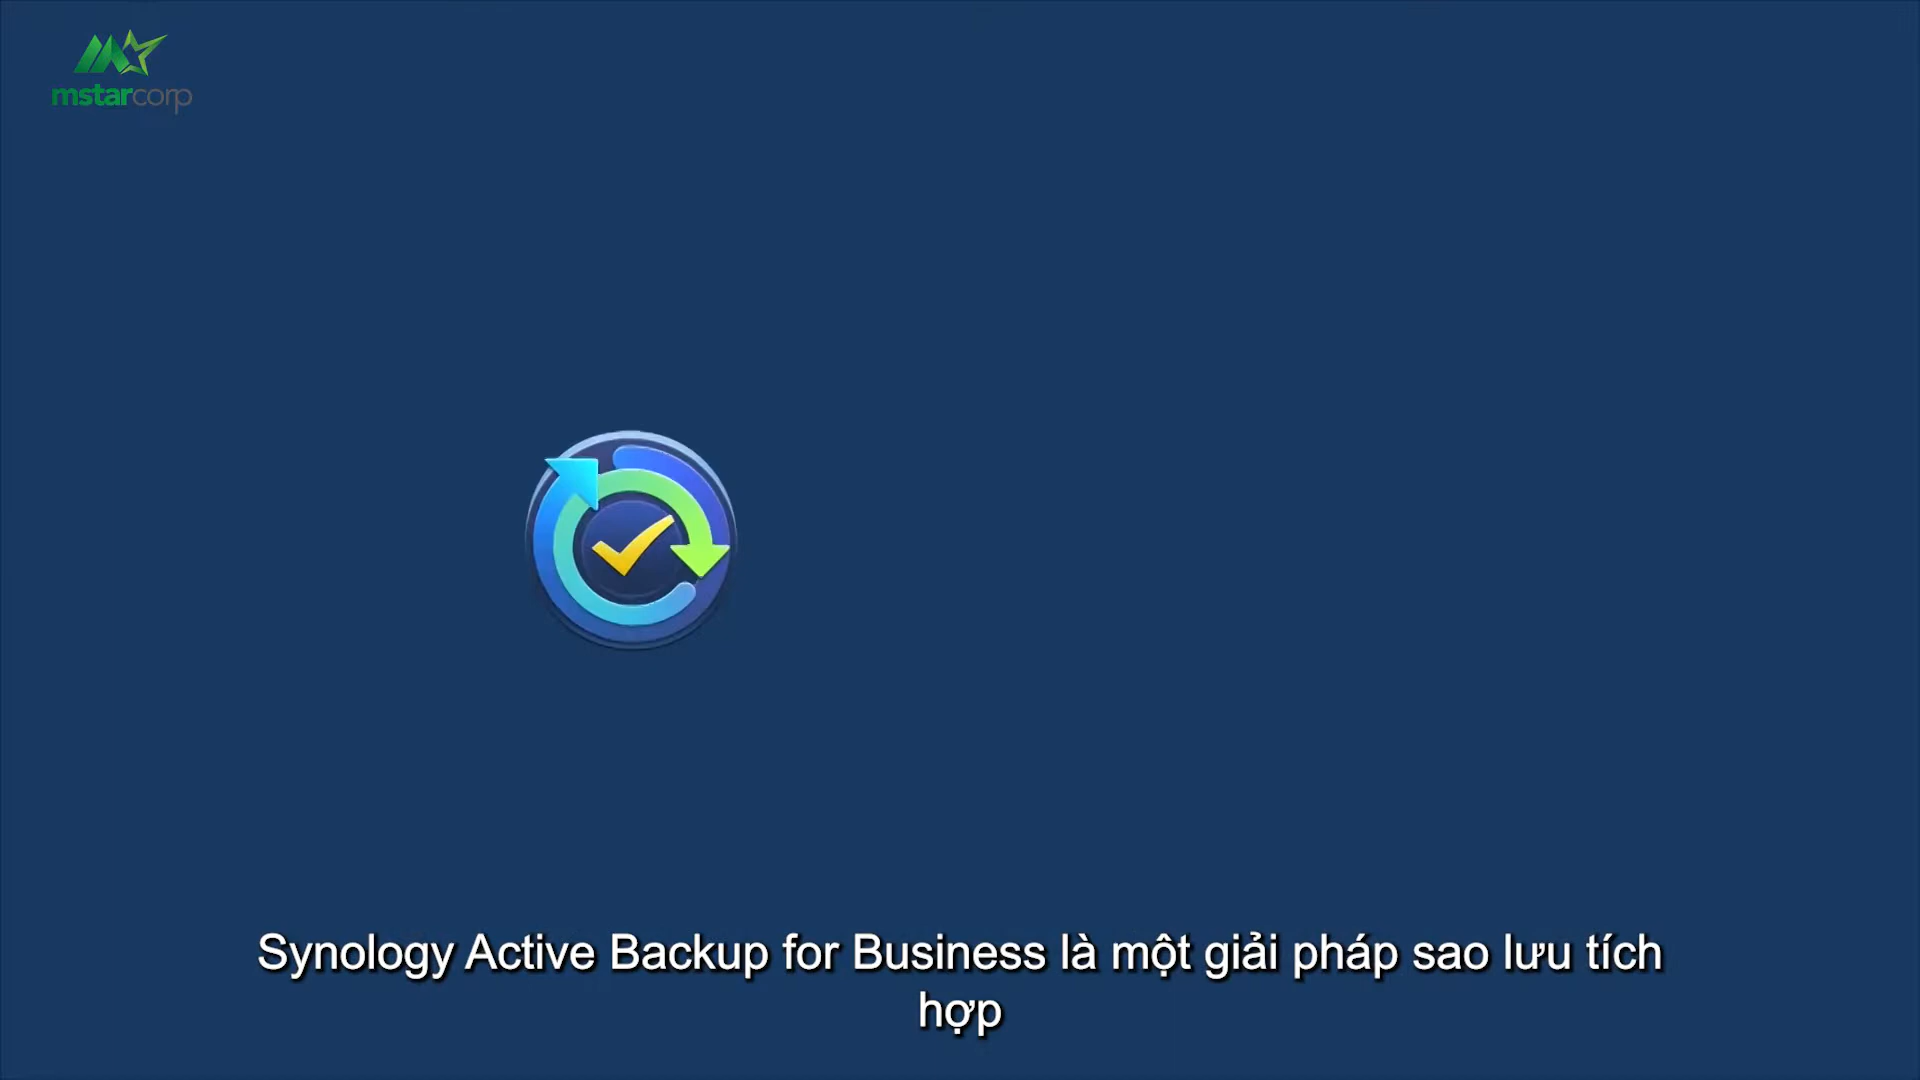 mstarcorp
Synology Active Backup for Business là một giải pháp sao lưu tích
hợp